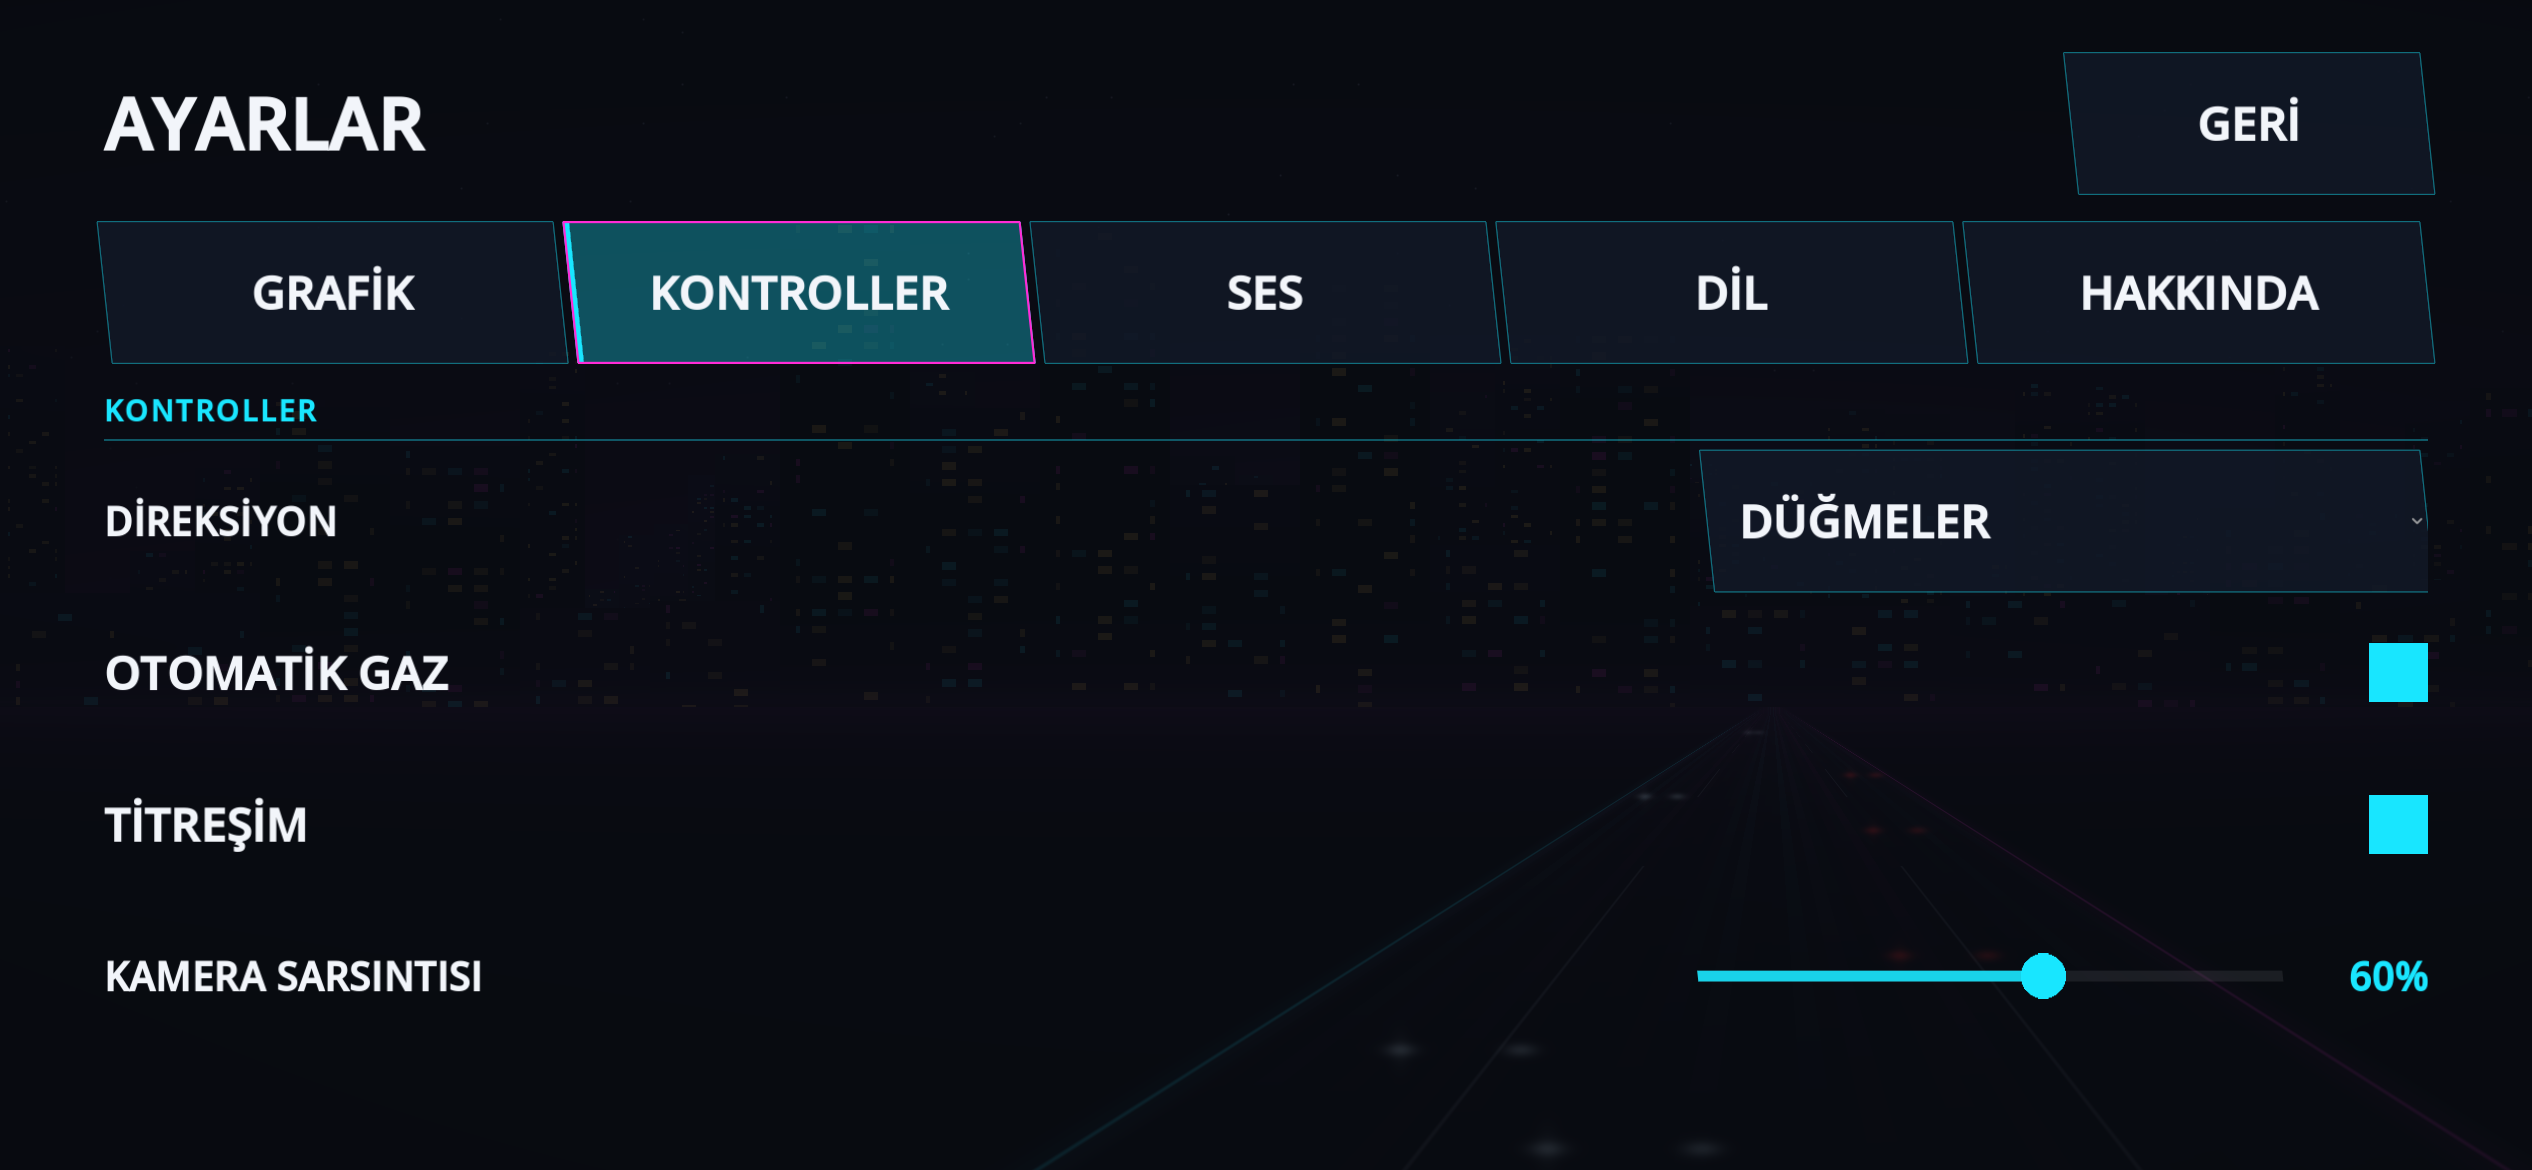 AYARLAR
GERİ
GRAFİK
KONTROLLER
SES
DİL
HAKKINDA
KONTROLLER
DİREKSİYON
DÜĞMELER
OTOMATİK GAZ
TİTREŞİM
KAMERA SARSINTISI
60%